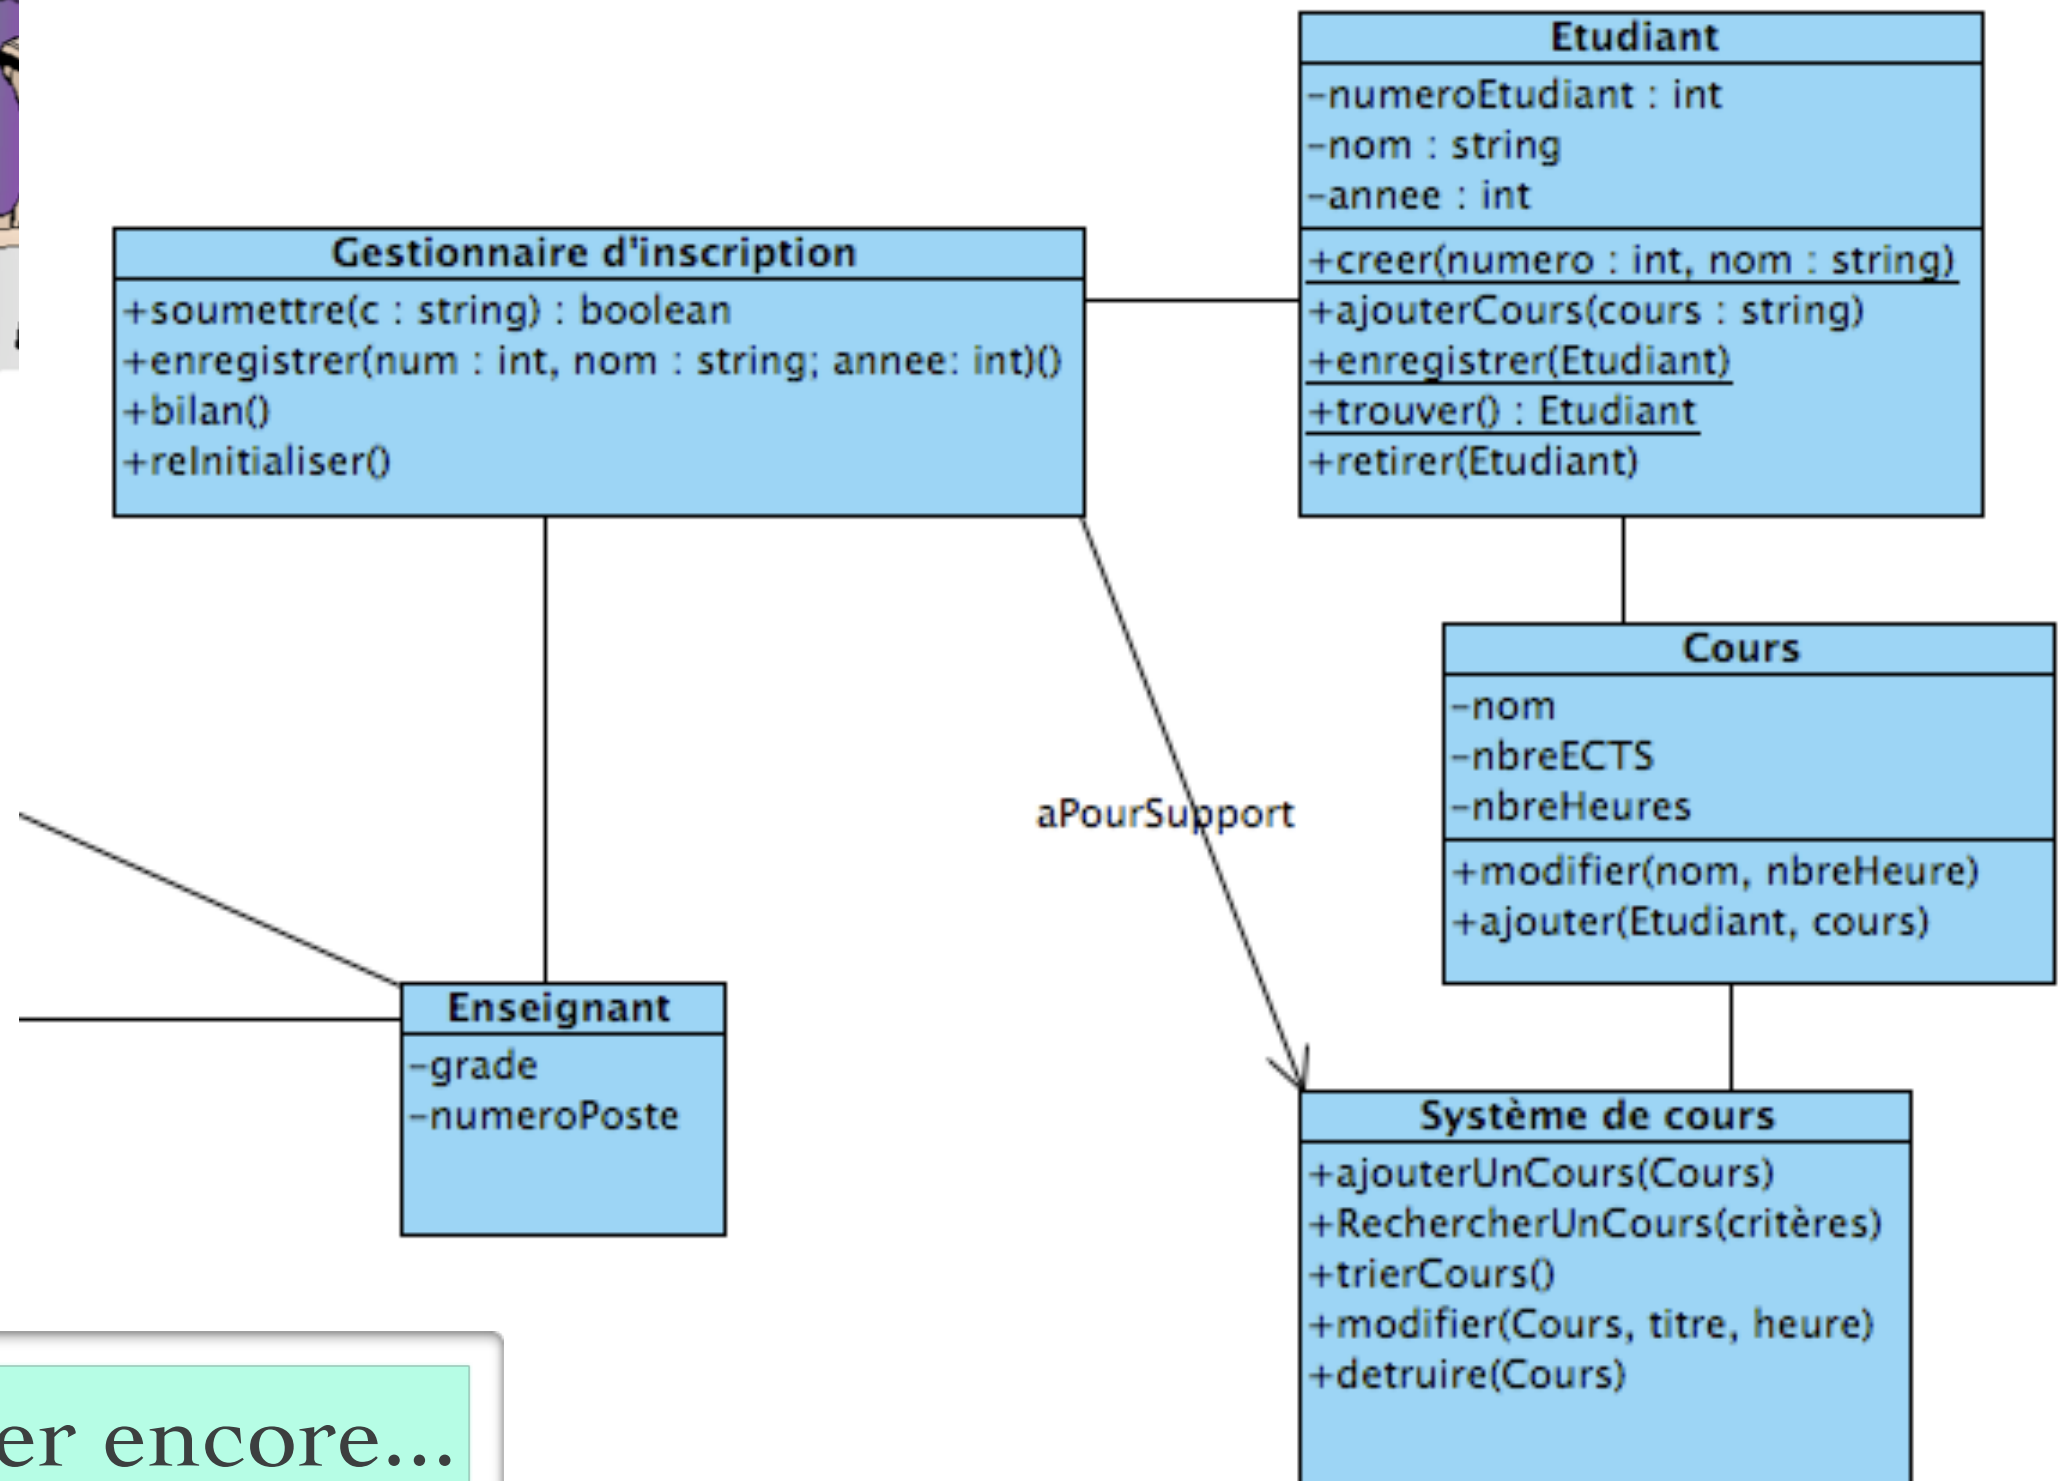 Etudiant
-numeroEtudiant : int
-nom : string
-annee : int
+creer(numero : int, nom : string)
+ajouterCours(cours : string)
+enregistrer(Etudiant)
+trouver() : Etudiant
+retirer(Etudiant)
Gestionnaire d'inscription
+soumettre(c : string) : boolean
+enregistrer(num : int, nom : string; annee: int)()
+bilan()
+reInitialiser()
Cours
-nom
-nbreECTS
-nbreHeures
+modifier(nom, nbreHeure)
+ajouter(Etudiant, cours)
aPourSupport
Enseignant
-grade
-numeroPoste
Système de cours
+ajouterUnCours(Cours)
+RechercherUnCours(critères)
+trierCours()
+modifier(Cours, titre, heure)
+detruire(Cours)
er encore...